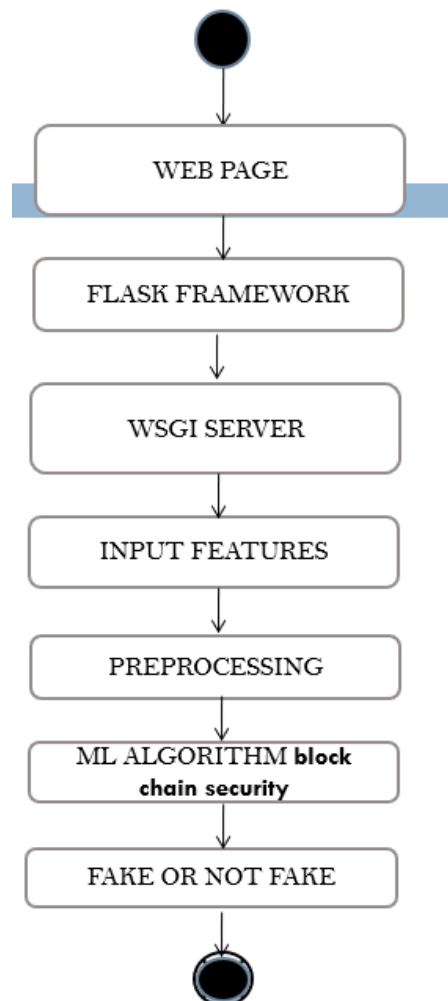 WEB PAGE
FLASK FRAMEWORK
WSGI SERVER
INPUT FEATURES
PREPROCESSING
ML ALGORITHM block
chain security
FAKE OR NOT FAKE